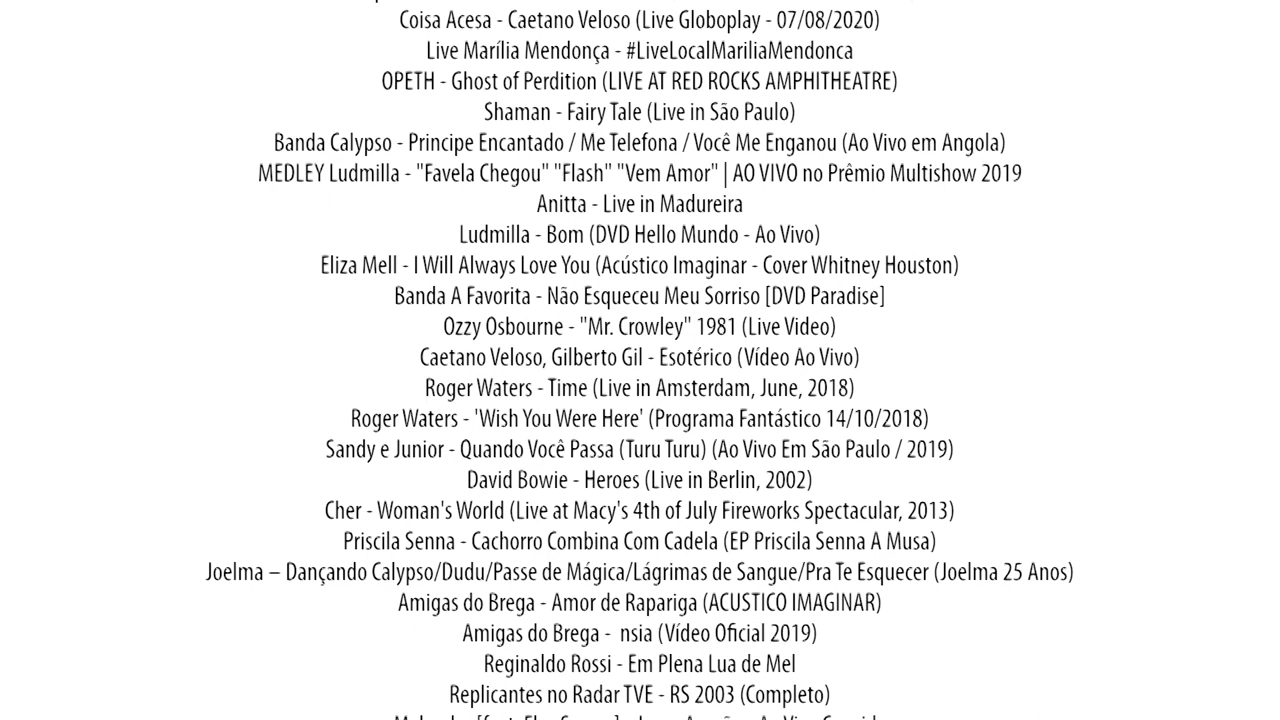 Coisa Acesa - Caetano Veloso (Live Globoplay - 07/08/2020)
Live Marília Mendonça - #LiveLocalMariliaMendonca
OPETH - Ghost of Perdition (LIVE AT RED ROCKS AMPHITHEATRE)
Shaman - Fairy Tale (Live in São Paulo)
Banda Calypso - Principe Encantado / Me Telefona / Você Me Enganou (Ao Vivo em Angola)
MEDLEY Ludmilla - "Favela Chegou" "Flash" "Vem Amor" | AO VIVO no Prêmio Multishow 2019
Anitta - Live in Madureira
Ludmilla - Bom (DVD Hello Mundo - Ao Vivo)
Eliza Mell - I Will Always Love You (Acústico Imaginar - Cover Whitney Houston)
Banda A Favorita - Não Esqueceu Meu Sorriso [DVD Paradise]
Ozzy Osbourne - "Mr. Crowley" 1981 (Live Video)
Caetano Veloso, Gilberto Gil - Esotérico (Vídeo Ao Vivo)
Roger Waters - Time (Live in Amsterdam, June, 2018)
Roger Waters - 'Wish You Were Here' (Programa Fantástico 14/10/2018)
Sandy e Junior - Quando Você Passa (Turu Turu) (Ao Vivo Em São Paulo / 2019)
David Bowie - Heroes (Live in Berlin, 2002)
Cher - Woman's World (Live at Macy's 4th of July Fireworks Spectacular, 2013)
Priscila Senna - Cachorro Combina Com Cadela (EP Priscila Senna A Musa)
Joelma – Dançando Calypso/Dudu/Passe de Mágica/Lágrimas de Sangue/Pra Te Esquecer (Joelma 25 Anos)
Amigas do Brega - Amor de Rapariga (ACUSTICO IMAGINAR)
Amigas do Brega -  nsia (Vídeo Oficial 2019)
Reginaldo Rossi - Em Plena Lua de Mel
Replicantes no Radar TVE - RS 2003 (Completo)